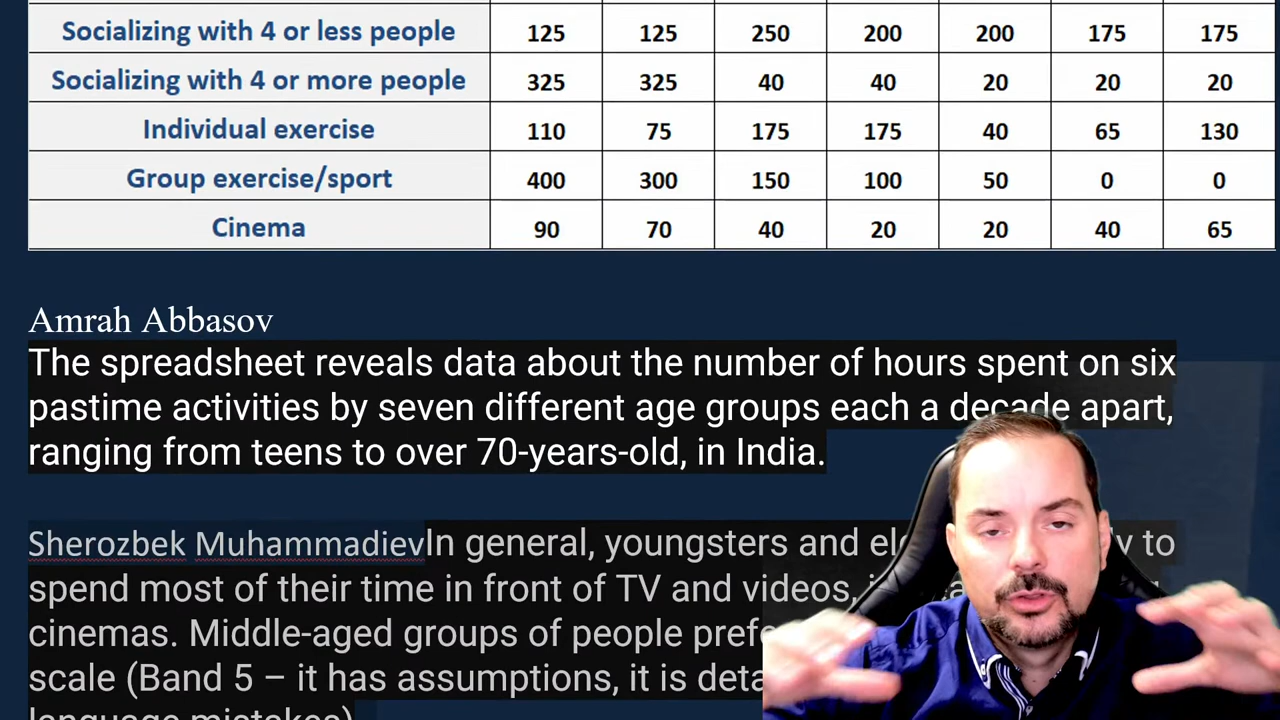 Socializing with 4 or less people 125 125 250 200 200 175 175
Socializing with 4 or more people 325 325 40 40 20 20 20
Individual exercise 110 75 175 175 40 65 130
Group exercise/sport 400 300 150 100 50 0 0
Cinema 90 70 40 20 20 40 65
Amrah Abbasov
The spreadsheet reveals data about the number of hours spent on six
pastime activities by seven different age groups each a decade apart,
ranging from teens to over 70-years-old, in India.
Sherozbek MuhammadievIn general, youngsters and to
spend most of their time in front of TV and videos,
cinemas. Middle-aged groups of people
scale (Band 5 – it has assumptions, it is
language mistakes)